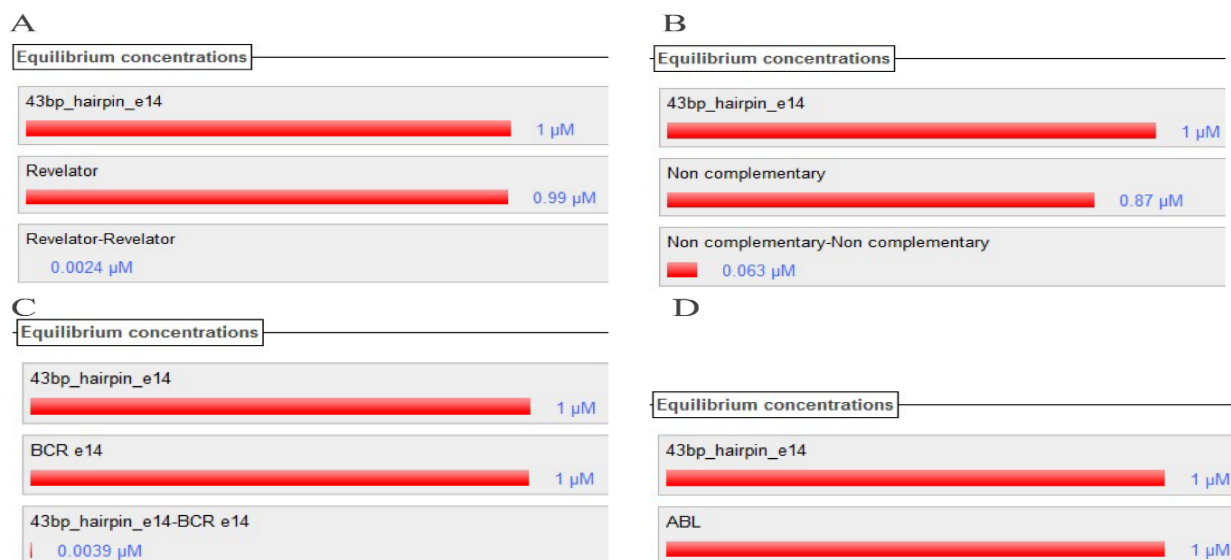 A
Equilibrium concentrations
43bp_hairpin_e14
1 µM
Revelator
0.99 µM
Revelator-Revelator
0.0024 µM
B
Equilibrium concentrations
43bp_hairpin_e14
1 µM
Non complementary
0.87 µM
Non complementary-Non complementary
0.063 µM
C
Equilibrium concentrations
43bp_hairpin_e14
1 µM
BCR e14
1 µM
43bp_hairpin_e14-BCR e14
0.0039 µM
D
Equilibrium concentrations
43bp_hairpin_e14
1 µM
ABL
1 µM